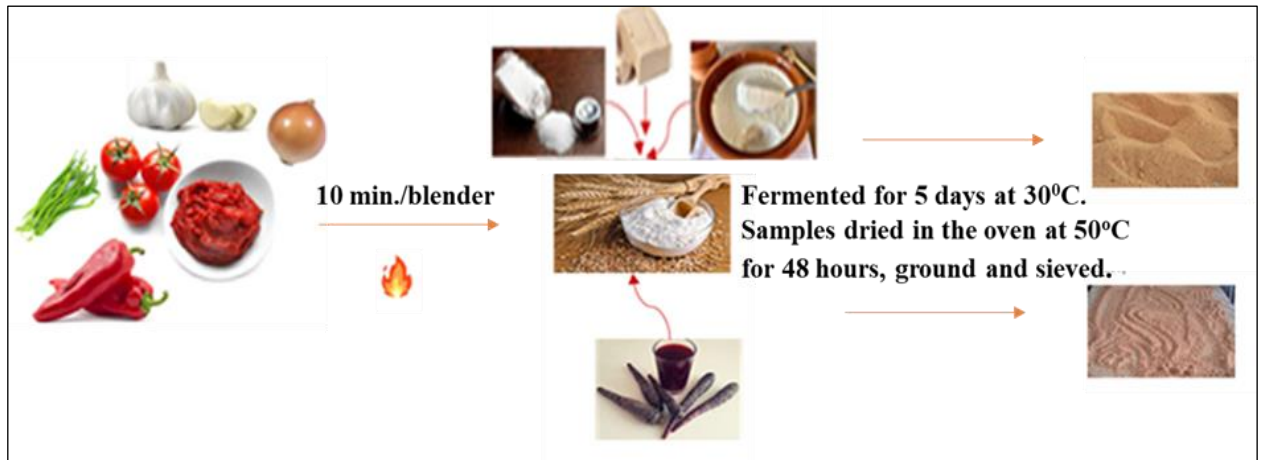 10 min./blender
Fermented for 5 days at 30⁰C.
Samples dried in the oven at 50ᵒC
for 48 hours, ground and sieved.